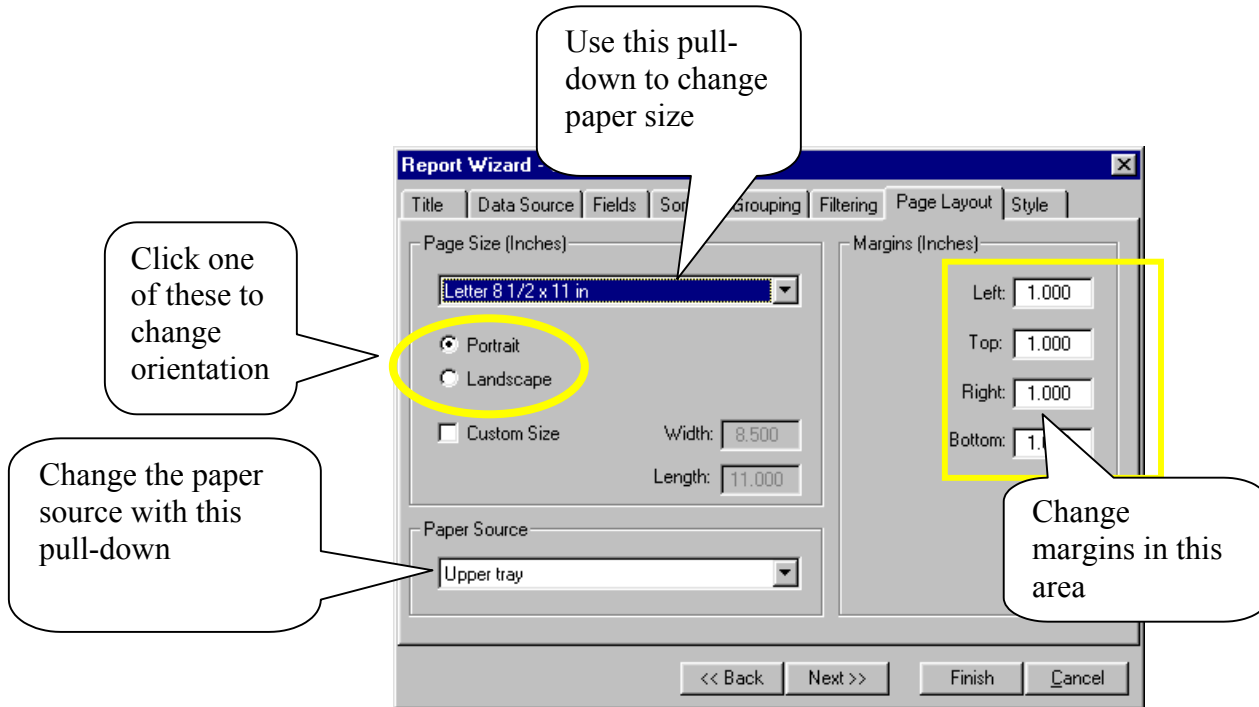 Use this pull-
down to change
paper size
Report Wizard -
Title Data Source Fields Sor Grouping Filtering Page Layout Style
Page Size (Inches)
Margins (Inches)
Click one
of these to
change
orientation
Letter 8 1/2 x 11 in
Left: 1.000
Portrait
Top: 1.000
Landscape
Right: 1.000
Custom Size
Width: 8.500
Bottom: 1.
Length: 11.000
Change the paper
source with this
pull-down
Paper Source
Upper tray
Change
margins in this
area
<< Back Next >> Finish Cancel